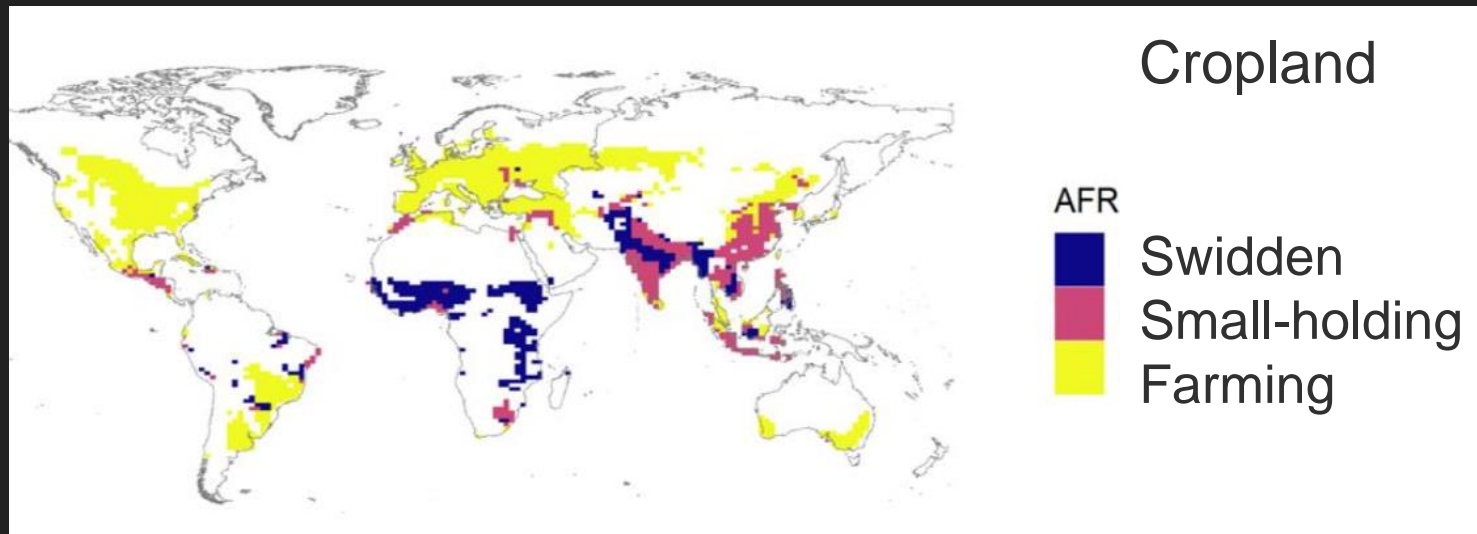 Cropland
AFR
Swidden
Small-holding
Farming